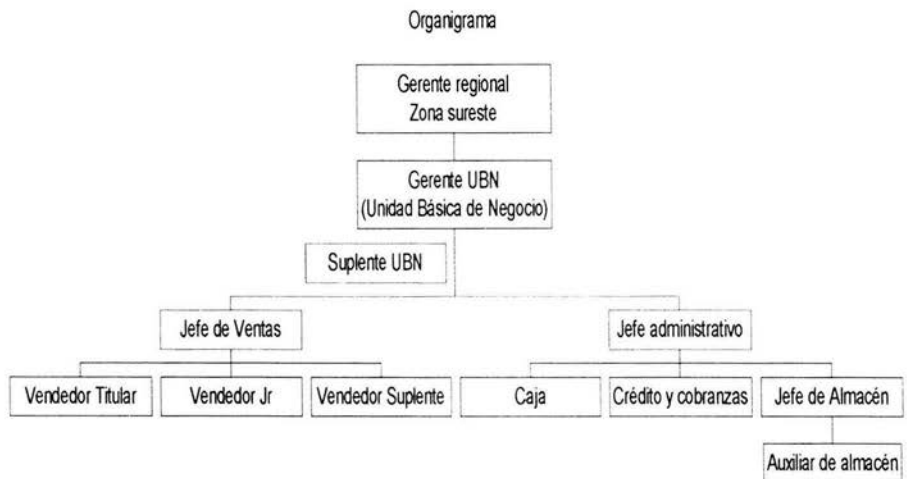 Organigrama
Gerente regional
Zona sureste
Gerente UBN
(Unidad Básica de Negocio)
Suplente UBN
Jefe de Ventas
Jefe administrativo
Vendedor Titular
Vendedor Jr
Vendedor Suplente
Caja
Crédito y cobranzas
Jefe de Almacén
Auxiliar de almacén